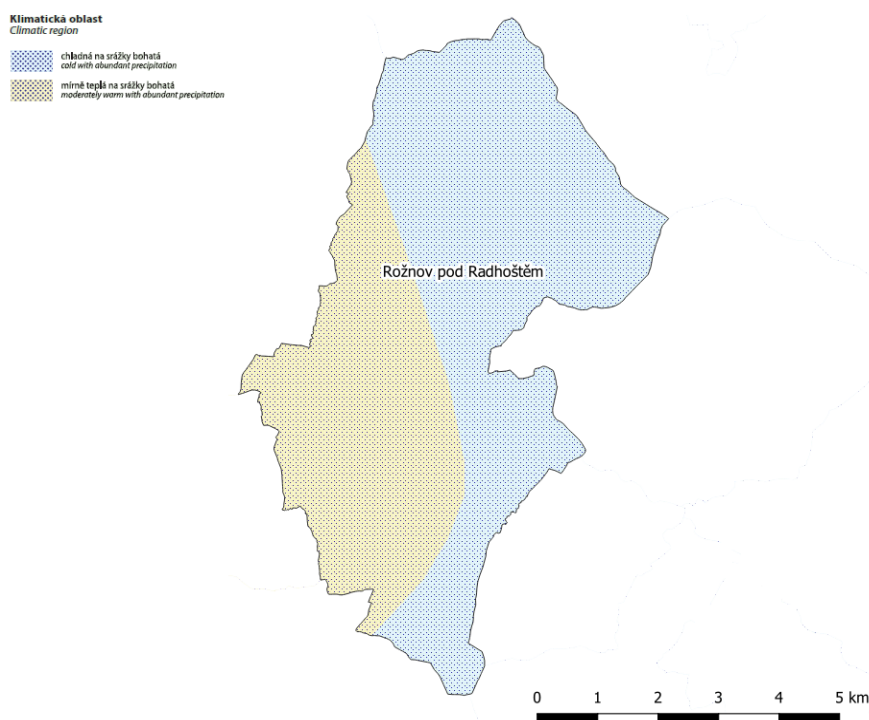 Klimatická oblast
Climatic region
chladná na srážky bohatá
cold with abundant precipitation
mírně teplá na srážky bohatá
moderately warm with abundant precipitation
Rožnov pod Radhoštěm
0 1 2 3 4 5 km